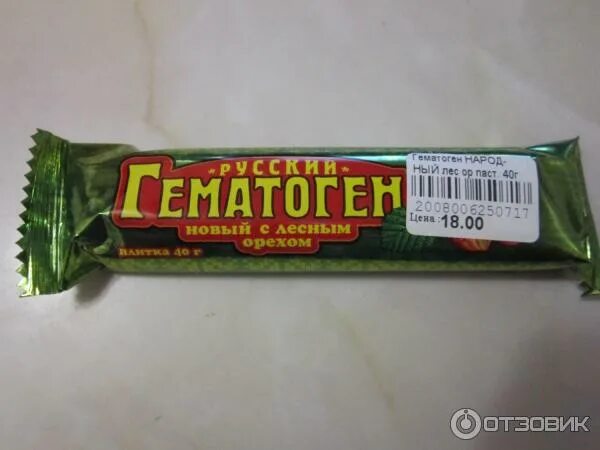 Русский
Гематоген
новый с лесным
орехом
плитка 40 г
Гематоген НАРОД-
НЫЙ лес ор паст. 40г
2008006250717
Цена :18.00
ОТЗОВИК